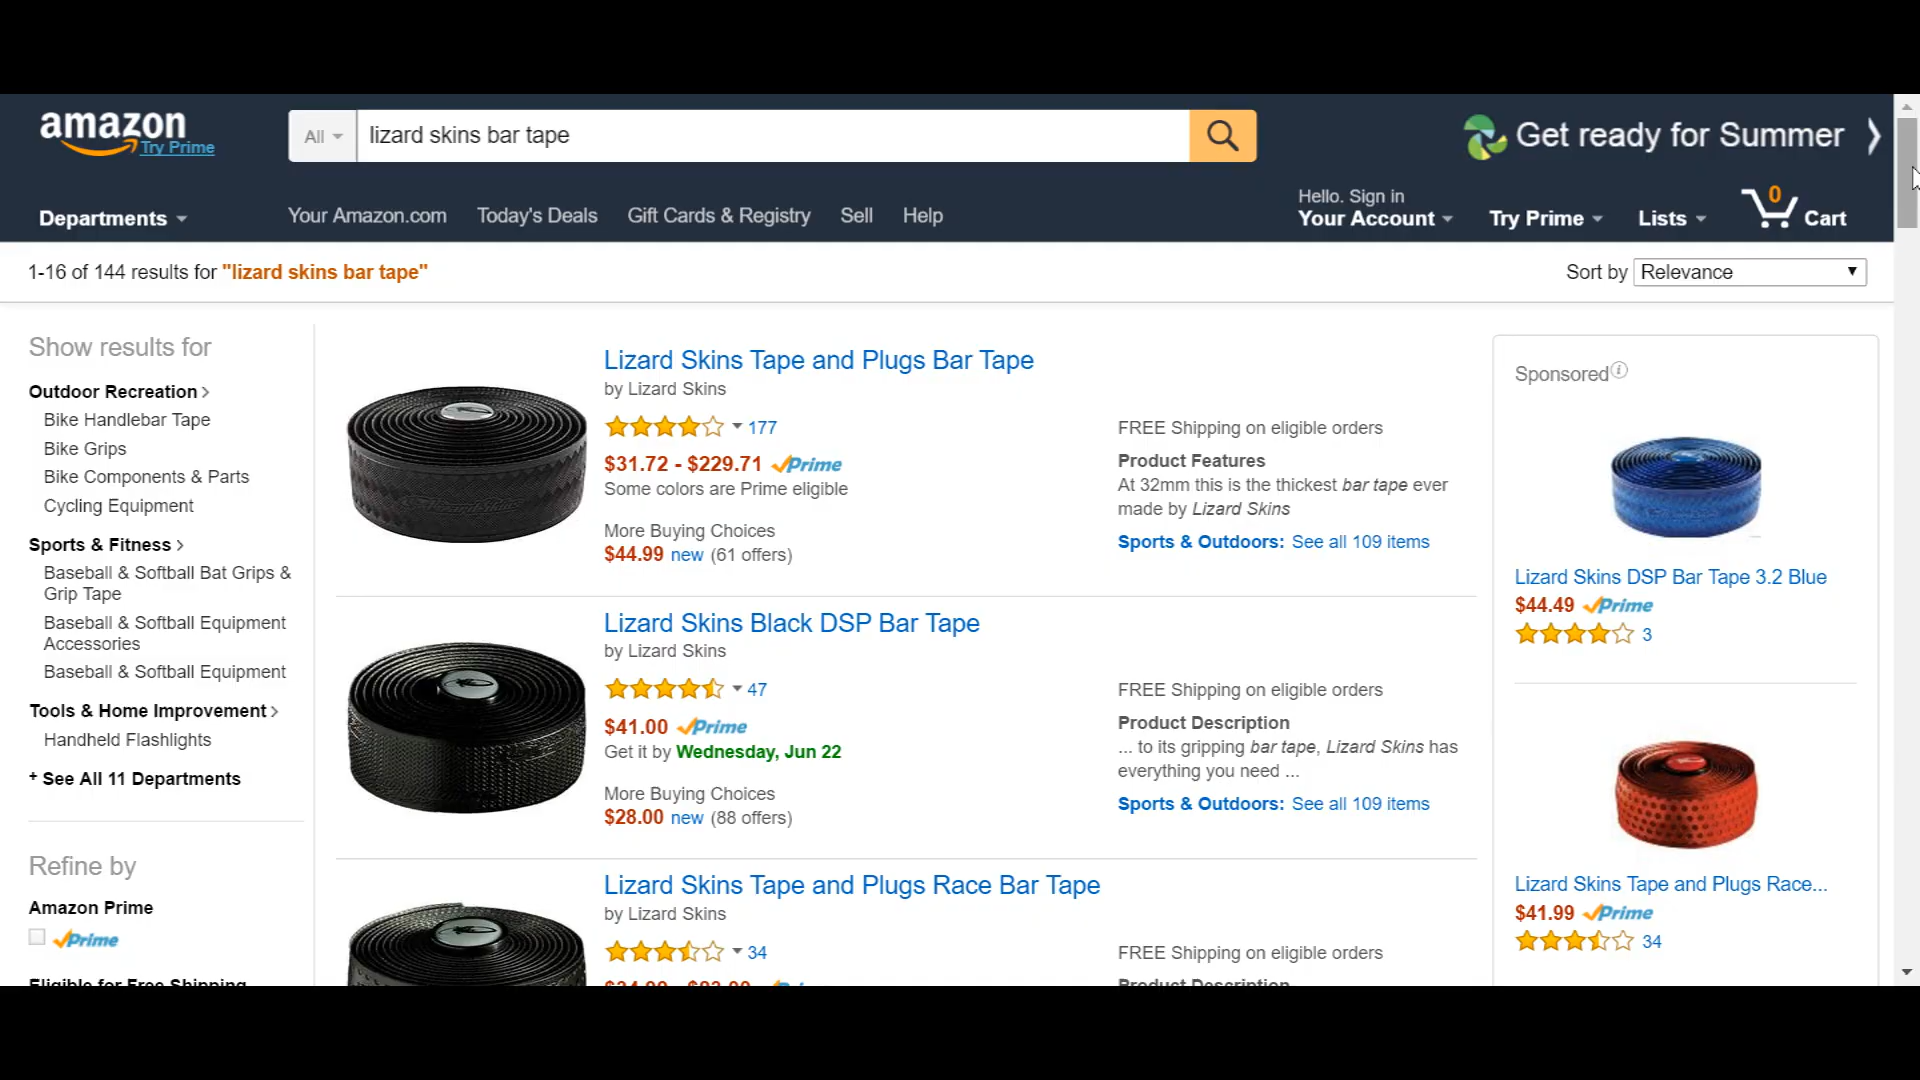 amazon
Try Prime
All
lizard skins bar tape
Get ready for Summer
Departments
Your Amazon.com
Today's Deals
Gift Cards & Registry
Sell
Help
Hello. Sign in
Your Account
Try Prime
Lists
0
Cart
1-16 of 144 results for "lizard skins bar tape"
Sort by
Relevance
Show results for
Outdoor Recreation
Bike Handlebar Tape
Bike Grips
Bike Components & Parts
Cycling Equipment
Sports & Fitness
Baseball & Softball Bat Grips &
Grip Tape
Baseball & Softball Equipment
Accessories
Baseball & Softball Equipment
Tools & Home Improvement
Handheld Flashlights
+ See All 11 Departments
Refine by
Amazon Prime
Prime
Eligible for Free Shipping
Lizard Skins Tape and Plugs Bar Tape
by Lizard Skins
177
$31.72 - $229.71 Prime
Some colors are Prime eligible
More Buying Choices
$44.99 new (61 offers)
FREE Shipping on eligible orders
Product Features
At 32mm this is the thickest bar tape ever
made by Lizard Skins
Sports & Outdoors: See all 109 items
Lizard Skins Black DSP Bar Tape
by Lizard Skins
47
$41.00 Prime
Get it by Wednesday, Jun 22
More Buying Choices
$28.00 new (88 offers)
FREE Shipping on eligible orders
Product Description
... to its gripping bar tape, Lizard Skins has
everything you need ...
Sports & Outdoors: See all 109 items
Lizard Skins Tape and Plugs Race Bar Tape
by Lizard Skins
34
FREE Shipping on eligible orders
Product Description
Sponsored
Lizard Skins DSP Bar Tape 3.2 Blue
$44.49 Prime
3
Lizard Skins Tape and Plugs Race...
$41.99 Prime
34